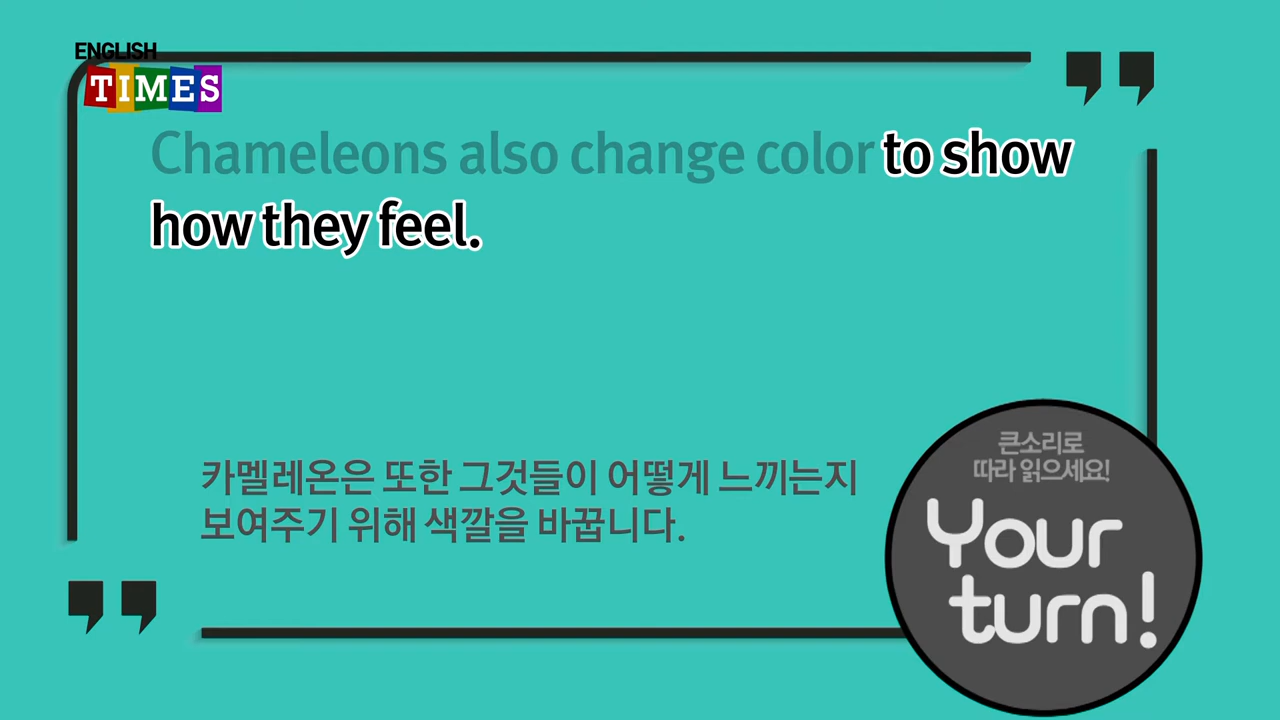 ENGLISH
TIMES
Chameleons also change color to show
how they feel.
카멜레온은 또한 그것들이 어떻게 느끼는지
보여주기 위해 색깔을 바꿉니다.
큰소리로
따라 읽으세요!
Your
turn!